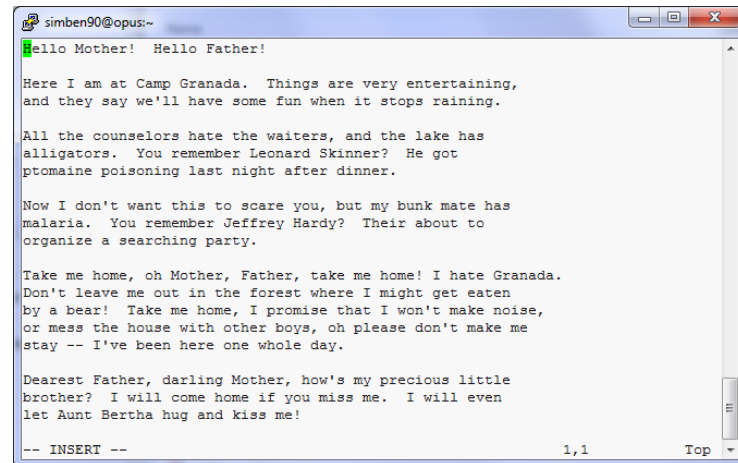 simben90@opus:~
Hello Mother!  Hello Father!
Here I am at Camp Granada.  Things are very entertaining,
and they say we'll have some fun when it stops raining.
All the counselors hate the waiters, and the lake has
alligators.  You remember Leonard Skinner?  He got
ptomaine poisoning last night after dinner.
Now I don't want this to scare you, but my bunk mate has
malaria.  You remember Jeffrey Hardy?  Their about to
organize a searching party.
Take me home, oh Mother, Father, take me home! I hate Granada.
Don't leave me out in the forest where I might get eaten
by a bear!  Take me home, I promise that I won't make noise,
or mess the house with other boys, oh please don't make me
stay -- I've been here one whole day.
Dearest Father, darling Mother, how's my precious little
brother?  I will come home if you miss me.  I will even
let Aunt Bertha hug and kiss me!
-- INSERT --                                        1,1           Top